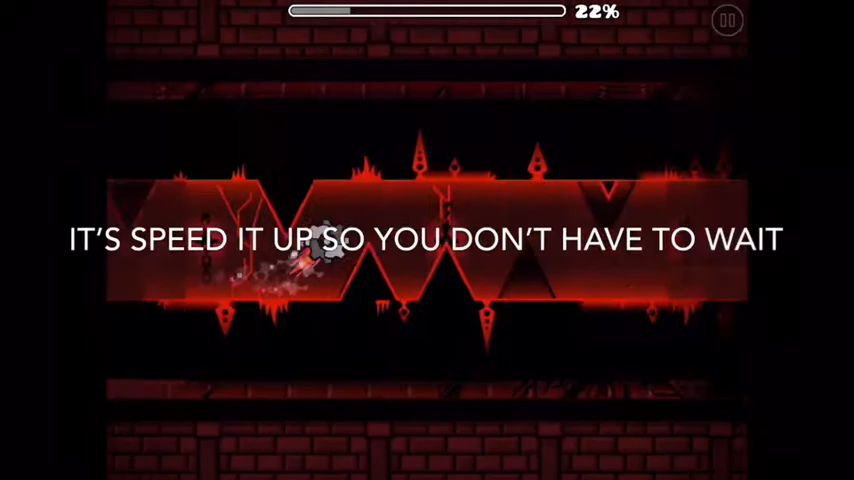 22%
IT'S SPEED IT UP SO YOU DON'T HAVE TO WAIT